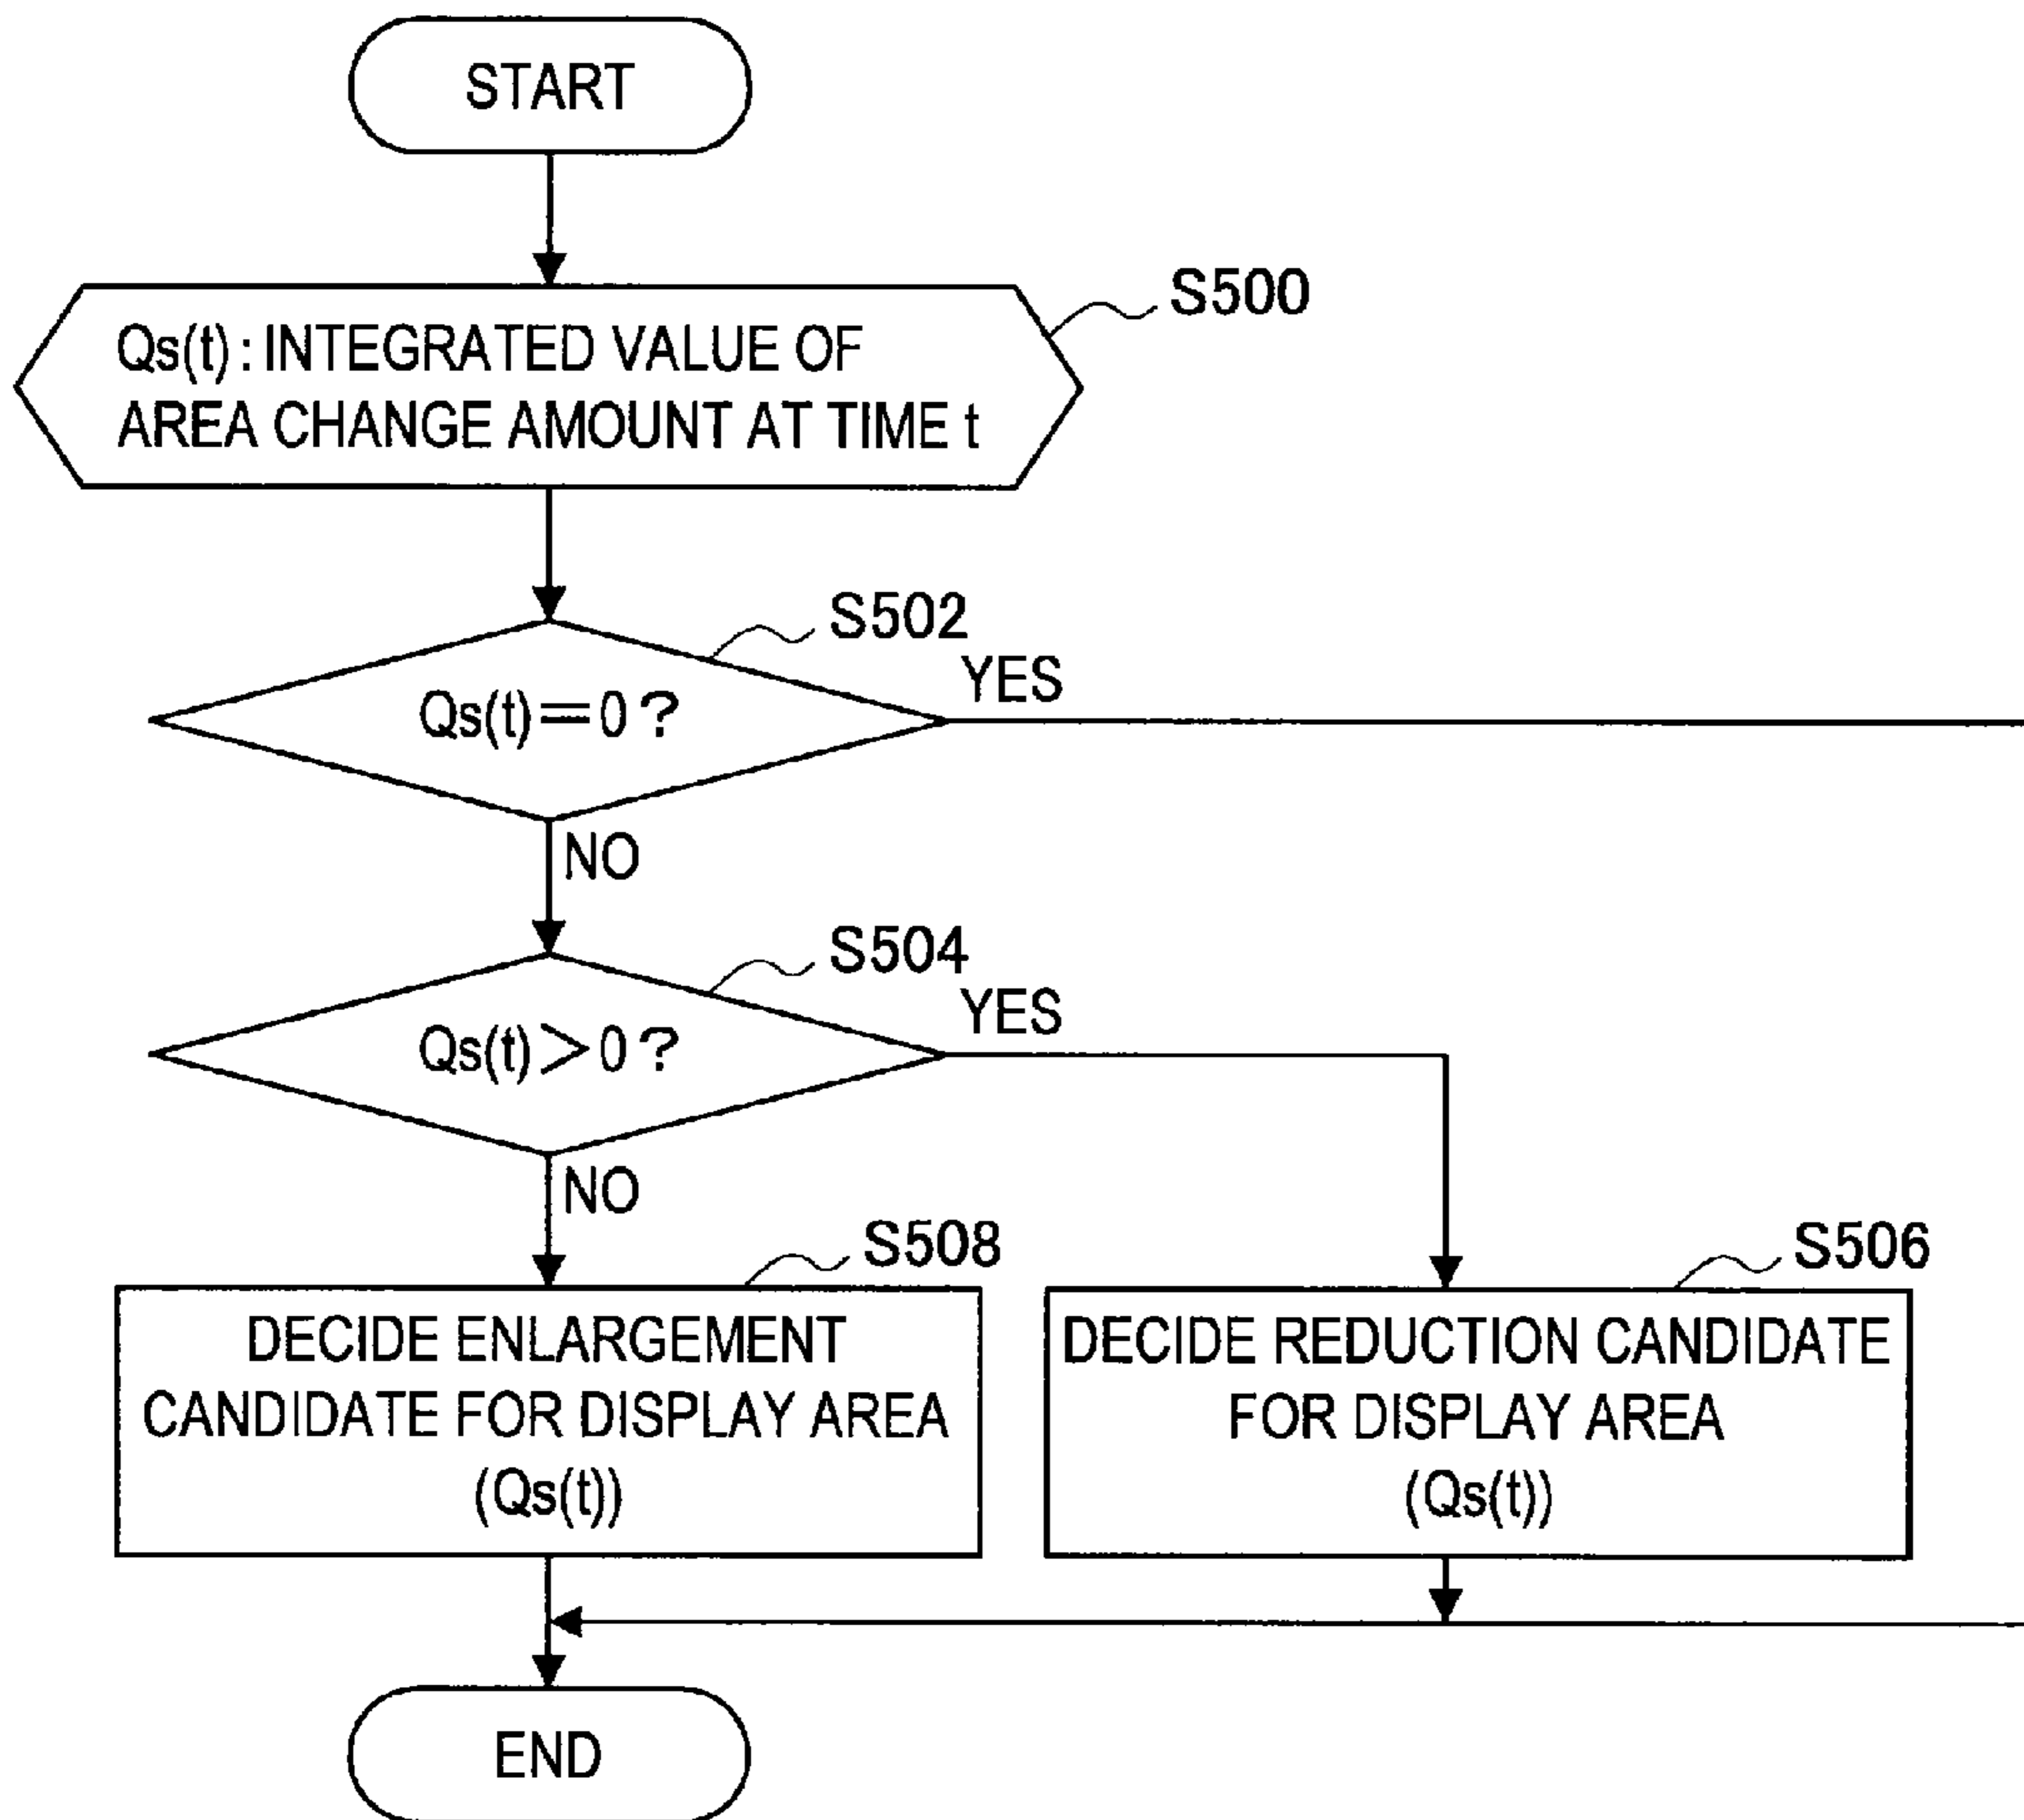 START
S500
Qs(t) : INTEGRATED VALUE OF
AREA CHANGE AMOUNT AT TIME t
S502
YES
Qs(t)=0 ?
NO
S504
YES
Qs(t)>0 ?
NO
S508
DECIDE ENLARGEMENT
CANDIDATE FOR DISPLAY AREA
(Qs(t))
S506
DECIDE REDUCTION CANDIDATE
FOR DISPLAY AREA
(Qs(t))
END